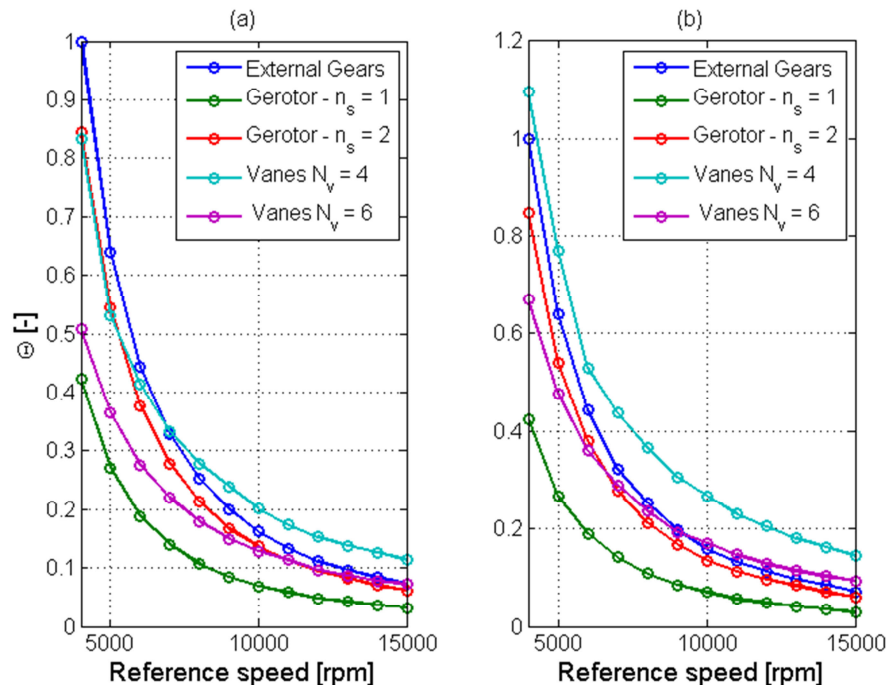 (a)
1
0.9
0.8
0.7
0.6
0.5
0.4
0.3
0.2
0.1
0
Θ [-]
External Gears
Gerotor - n_s = 1
Gerotor - n_s = 2
Vanes N_v = 4
Vanes N_v = 6
5000 10000 15000
Reference speed [rpm]
(b)
1.2
1
0.8
0.6
0.4
0.2
0
External Gears
Gerotor - n_s = 1
Gerotor - n_s = 2
Vanes N_v = 4
Vanes N_v = 6
5000 10000 15000
Reference speed [rpm]